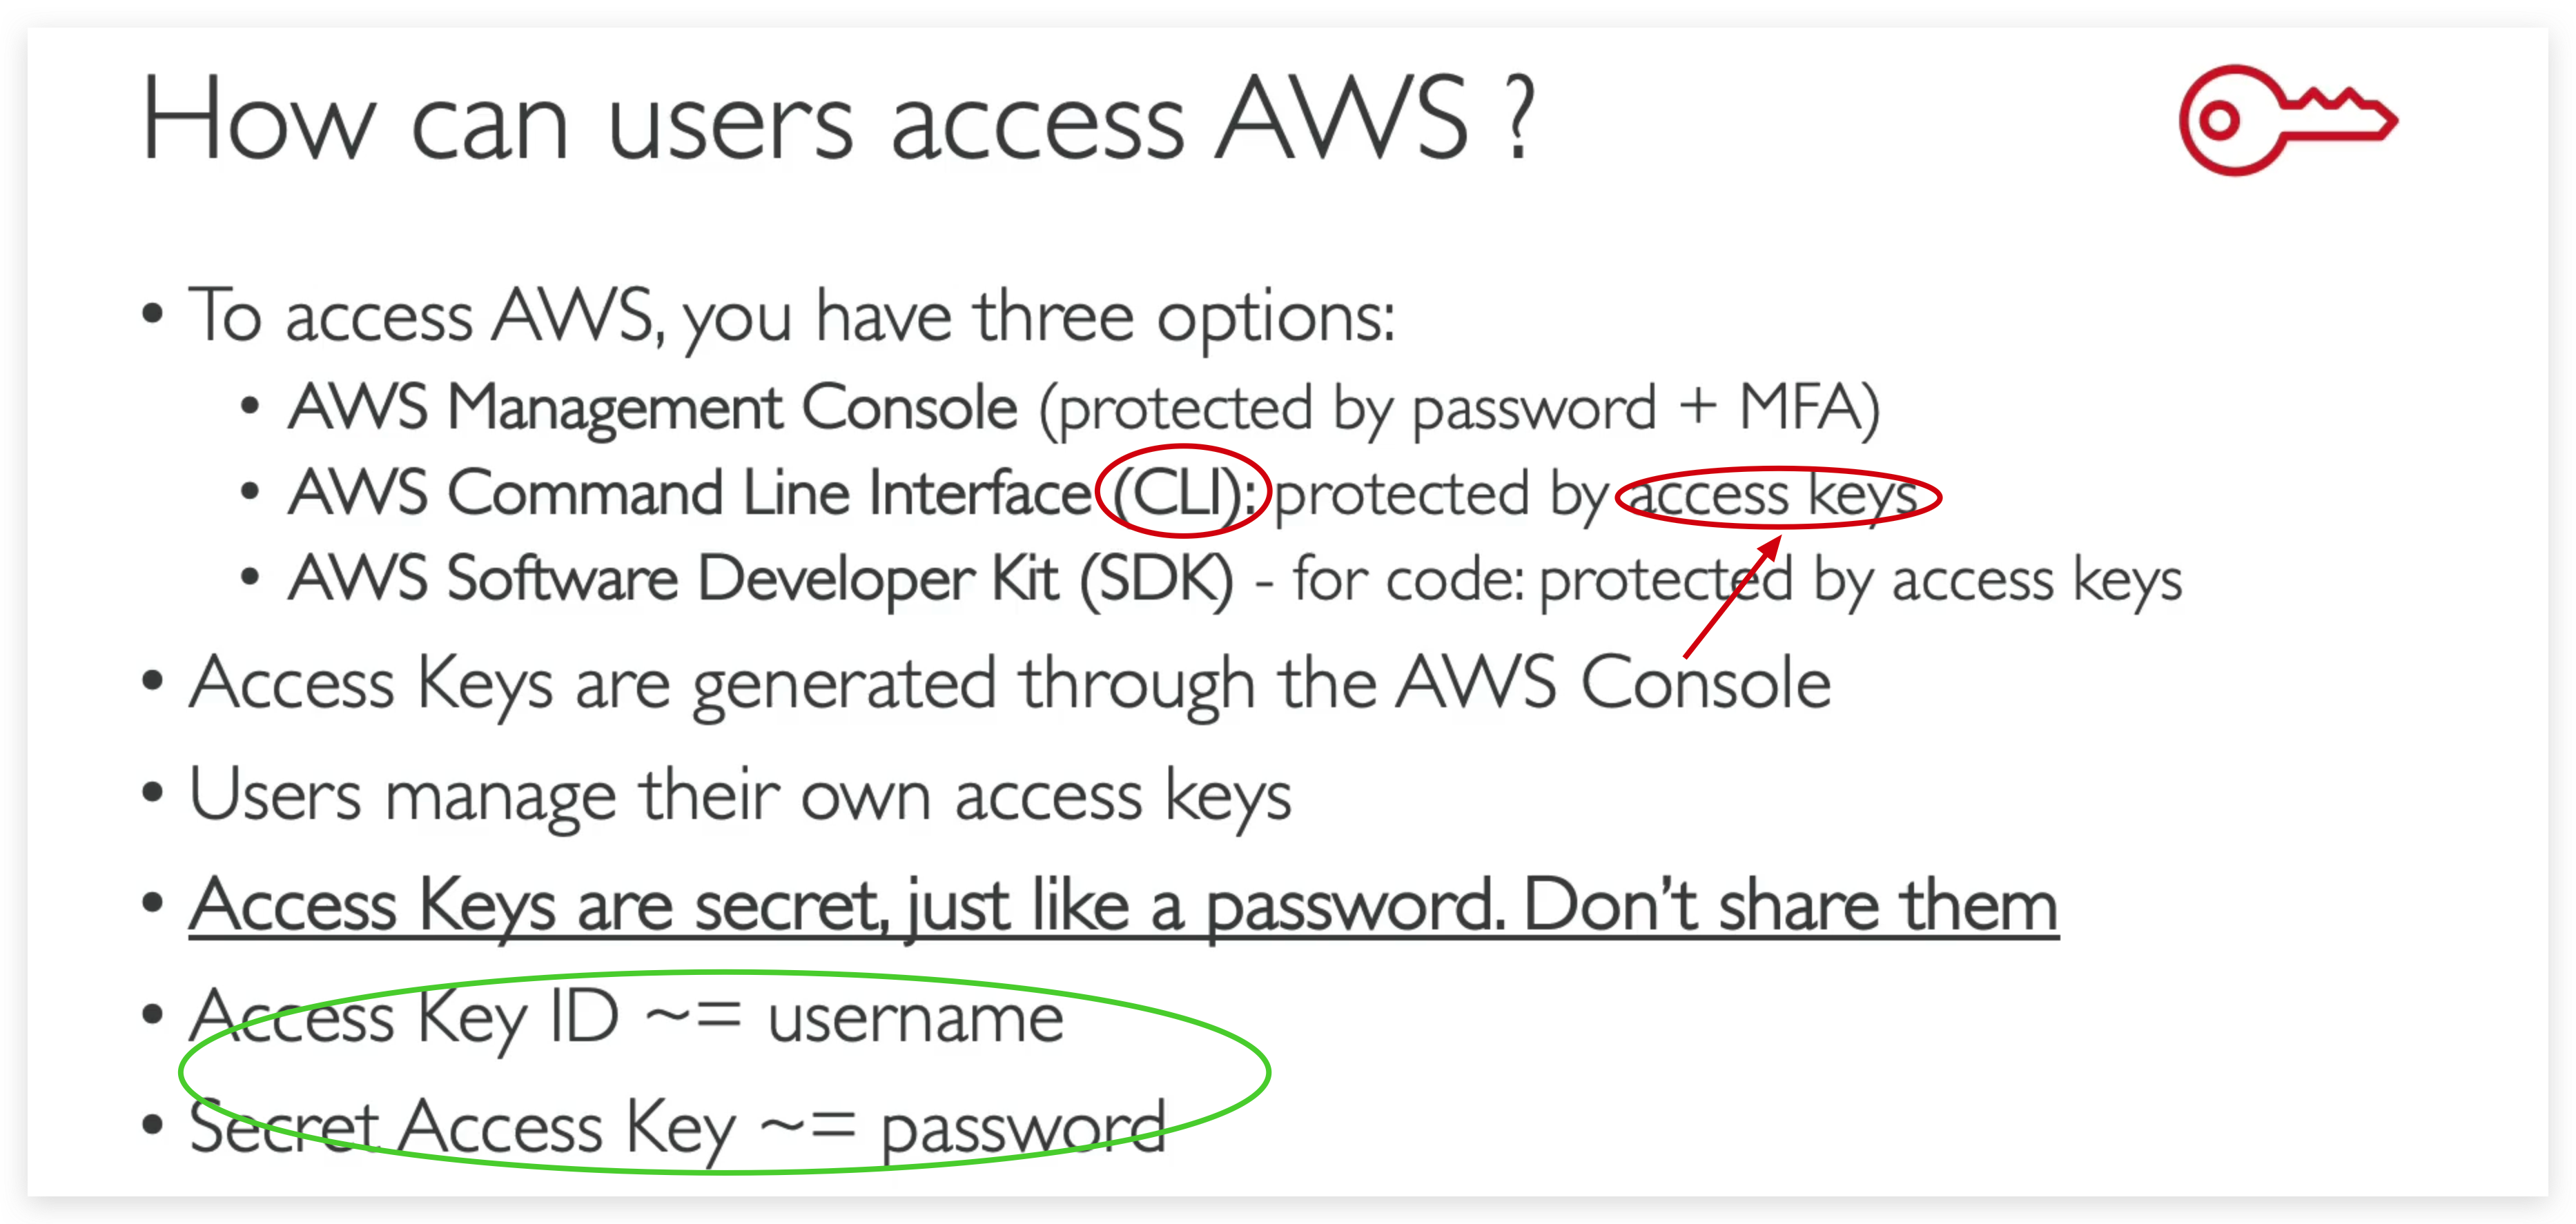 How can users access AWS ?
• To access AWS, you have three options:
• AWS Management Console (protected by password + MFA)
• AWS Command Line Interface (CLI): protected by access keys
• AWS Software Developer Kit (SDK) - for code: protected by access keys
• Access Keys are generated through the AWS Console
• Users manage their own access keys
• Access Keys are secret, just like a password. Don’t share them
• Access Key ID ~= username
• Secret Access Key ~= password